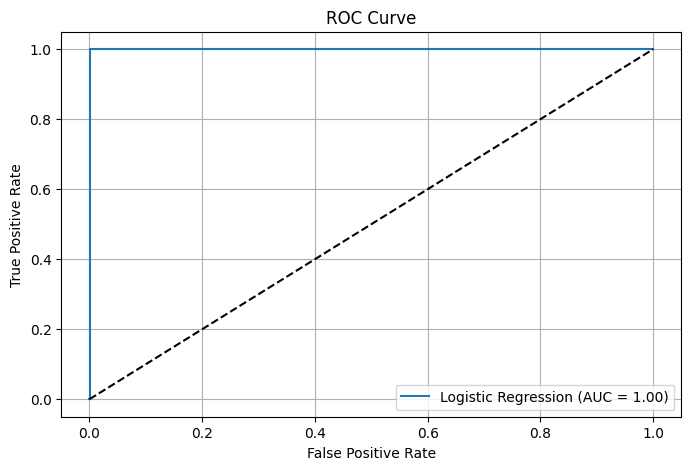 ROC Curve
True Positive Rate
1.0
0.8
0.6
0.4
0.2
0.0
Logistic Regression (AUC = 1.00)
0.0 0.2 0.4 0.6 0.8 1.0
False Positive Rate